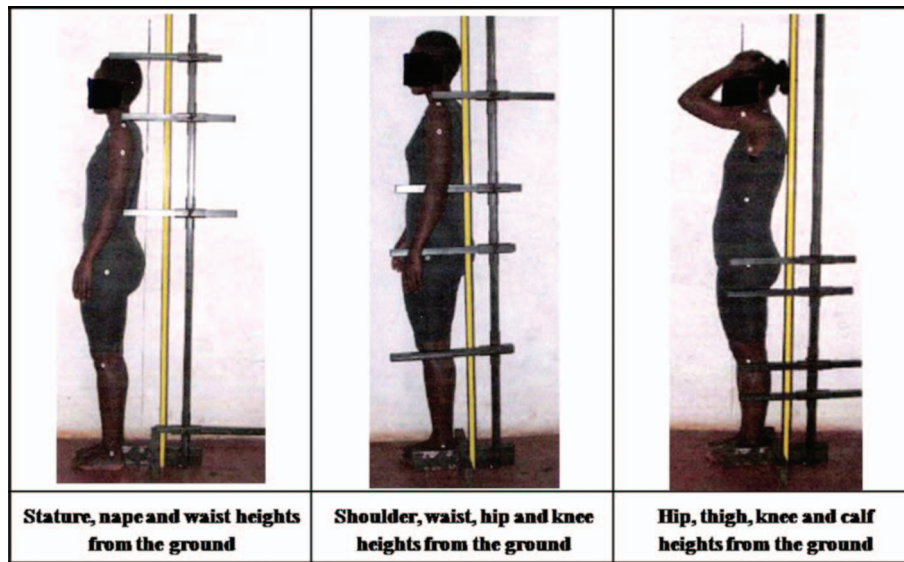 Stature, nape and waist heights
from the ground
Shoulder, waist, hip and knee
heights from the ground
Hip, thigh, knee and calf
heights from the ground